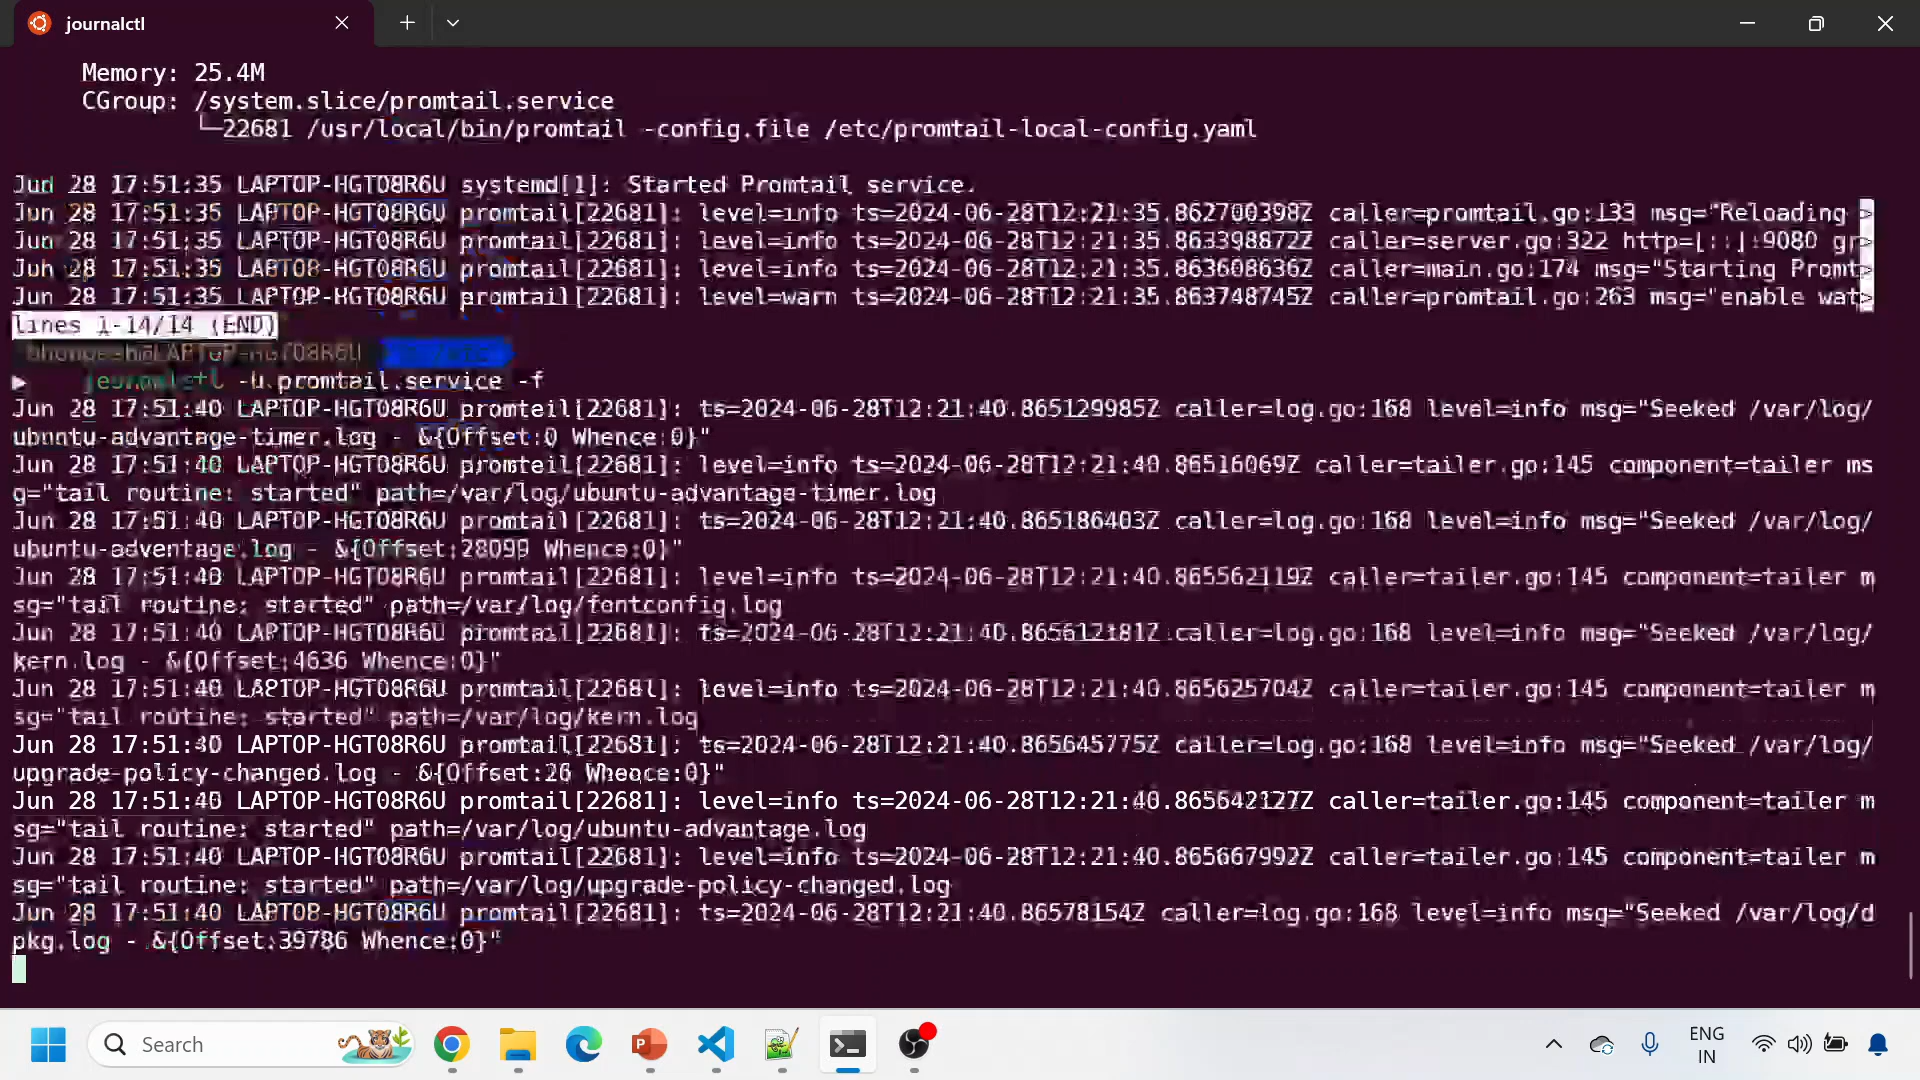 journalctl
Memory: 25.4M
CGroup: /system.slice/promtail.service
└─22681 /usr/local/bin/promtail -config.file /etc/promtail-local-config.yaml
Jun 28 17:51:35 LAPTOP-HGT08R6U systemd[1]: Started Promtail service.
Jun 28 17:51:35 LAPTOP-HGT08R6U promtail[22681]: level=info ts=2024-06-28T12:21:35.862700398Z caller=promtail.go:133 msg="Reloading >
Jun 28 17:51:35 LAPTOP-HGT08R6U promtail[22681]: level=info ts=2024-06-28T12:21:35.863398872Z caller=server.go:322 http=[::]:9080 gr>
Jun 28 17:51:35 LAPTOP-HGT08R6U promtail[22681]: level=info ts=2024-06-28T12:21:35.863608636Z caller=main.go:174 msg="Starting Promt>
Jun 28 17:51:35 LAPTOP-HGT08R6U promtail[22681]: level=warn ts=2024-06-28T12:21:35.863748745Z caller=promtail.go:263 msg="enable wat>
lines 1-14/14 (END)
journalctl -u promtail.service -f
Jun 28 17:51:40 LAPTOP-HGT08R6U promtail[22681]: ts=2024-06-28T12:21:40.865129985Z caller=log.go:168 level=info msg="Seeked /var/log/
ubuntu-advantage-timer.log - &{Offset:0 Whence:0}"
Jun 28 17:51:40 LAPTOP-HGT08R6U promtail[22681]: level=info ts=2024-06-28T12:21:40.86516069Z caller=tailer.go:145 component=tailer ms
g="tail routine: started" path=/var/log/ubuntu-advantage-timer.log
Jun 28 17:51:40 LAPTOP-HGT08R6U promtail[22681]: ts=2024-06-28T12:21:40.865186403Z caller=log.go:168 level=info msg="Seeked /var/log/
ubuntu-advantage.log - &{Offset:28099 Whence:0}"
Jun 28 17:51:40 LAPTOP-HGT08R6U promtail[22681]: level=info ts=2024-06-28T12:21:40.865562119Z caller=tailer.go:145 component=tailer m
sg="tail routine: started" path=/var/log/fontconfig.log
Jun 28 17:51:40 LAPTOP-HGT08R6U promtail[22681]: ts=2024-06-28T12:21:40.865612181Z caller=log.go:168 level=info msg="Seeked /var/log/
kern.log - &{Offset:4636 Whence:0}"
Jun 28 17:51:40 LAPTOP-HGT08R6U promtail[22681]: level=info ts=2024-06-28T12:21:40.865625704Z caller=tailer.go:145 component=tailer m
sg="tail routine: started" path=/var/log/kern.log
Jun 28 17:51:40 LAPTOP-HGT08R6U promtail[22681]: ts=2024-06-28T12:21:40.865645775Z caller=log.go:168 level=info msg="Seeked /var/log/
upgrade-policy-changed.log - &{Offset:26 Whence:0}"
Jun 28 17:51:40 LAPTOP-HGT08R6U promtail[22681]: level=info caller=tailer.go:145 component=tailer m
sg="tail routine: started" path=/var/log/ubuntu-advantage.log
Jun 28 17:51:40 LAPTOP-HGT08R6U promtail[22681]: level=info ts=2024-06-28T12:21:40.865667992Z caller=tailer.go:145 component=tailer m
sg="tail routine: started" path=/var/log/upgrade-policy-changed.log
Jun 28 17:51:40 LAPTOP-HGT08R6U promtail[22681]: ts=2024-06-28T12:21:40.86578154Z caller=log.go:168 level=info msg="Seeked /var/log/d
pkg.log - &{Offset:39786 Whence:0}"
Search
ENG
IN